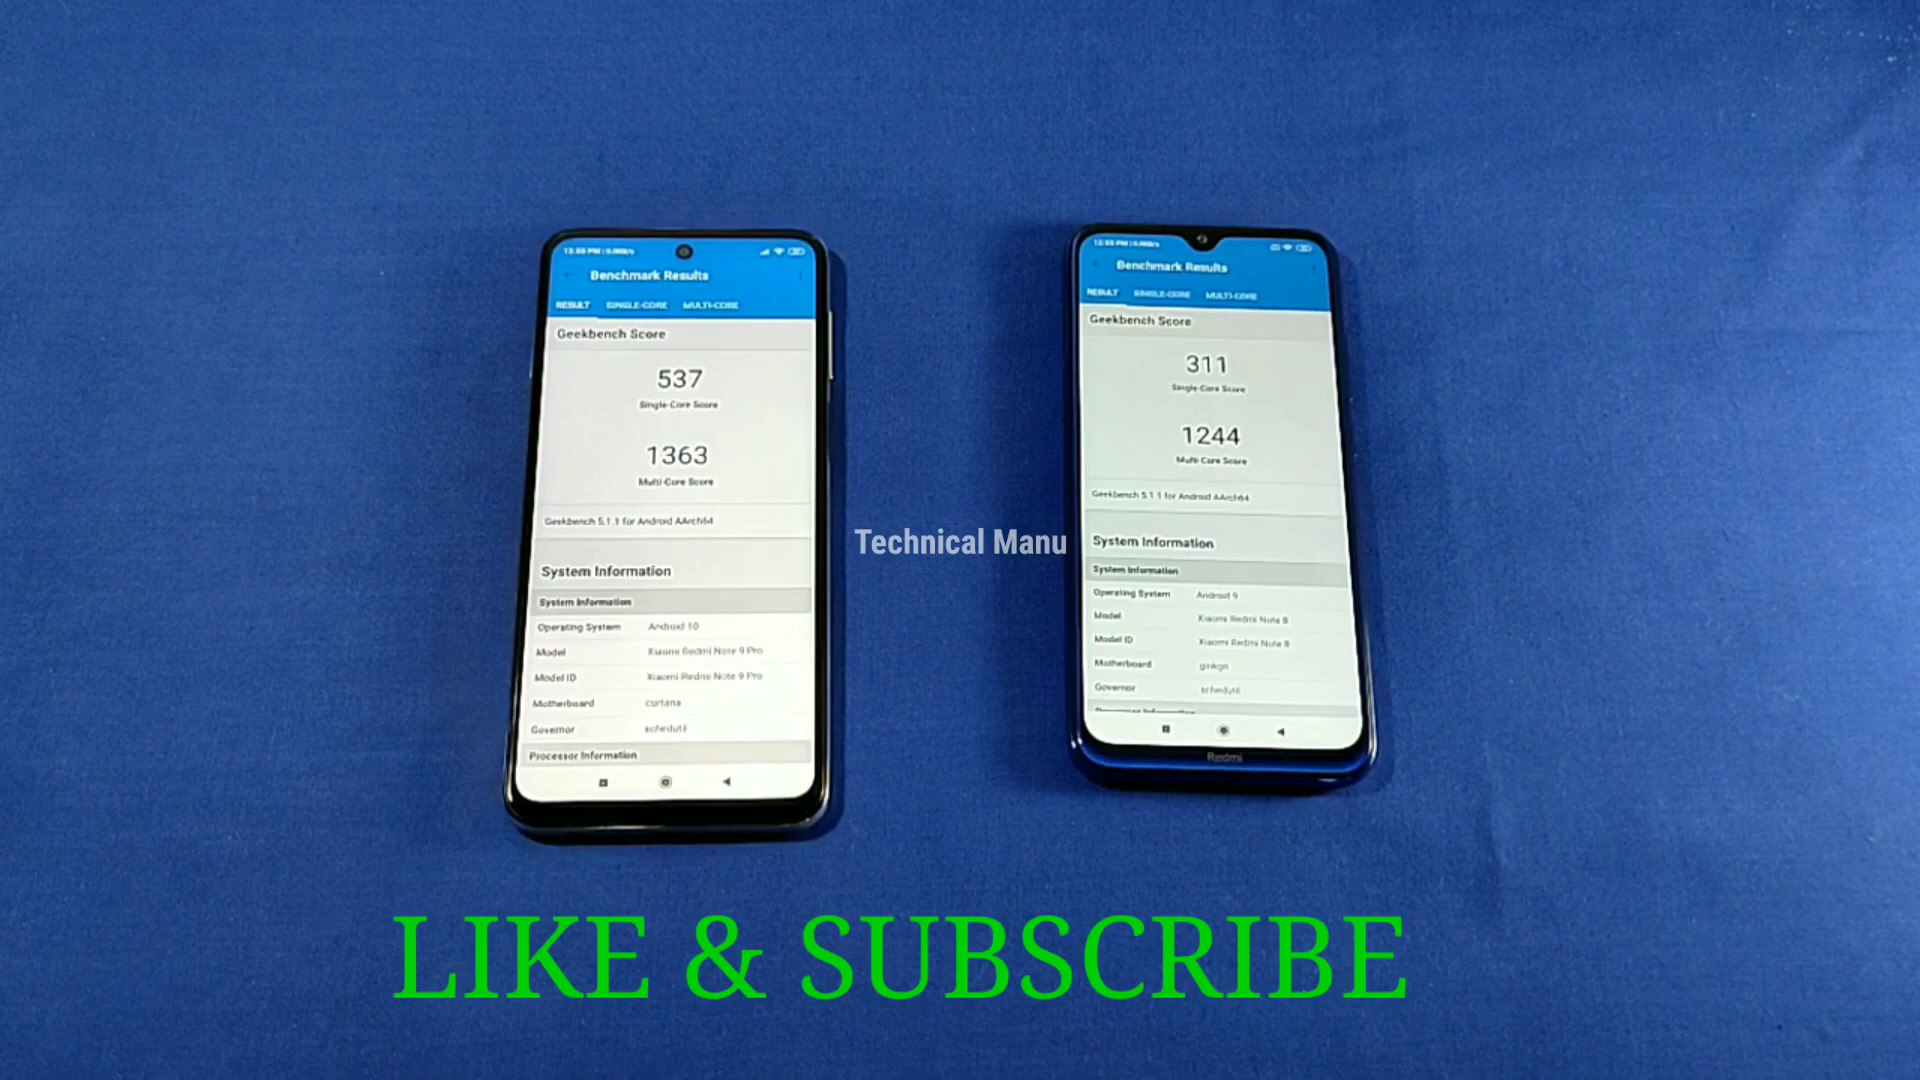 12:55 PM | 0.0KB/s
Benchmark Results
RESULT SINGLE-CORE MULTI-CORE
Geekbench Score
537
Single-Core Score
1363
Multi-Core Score
Geekbench 5.1.1 for Android AArch64
System Information
System Information
Operating System Android 10
Model Xiaomi Redmi Note 9 Pro
Model ID Xiaomi Redmi Note 9 Pro
Motherboard curtana
Governor schedutil
Processor Information
Technical Manu
Benchmark Results
RESULT SINGLE-CORE MULTI-CORE
Geekbench Score
311
Single-Core Score
1244
Multi-Core Score
Geekbench 5.1.1 for Android AArch64
System Information
System Information
Operating System Android 9
Model Xiaomi Redmi Note 8
Model ID Xiaomi Redmi Note 8
Motherboard ginkgo
Governor schedutil
Redmi
LIKE & SUBSCRIBE